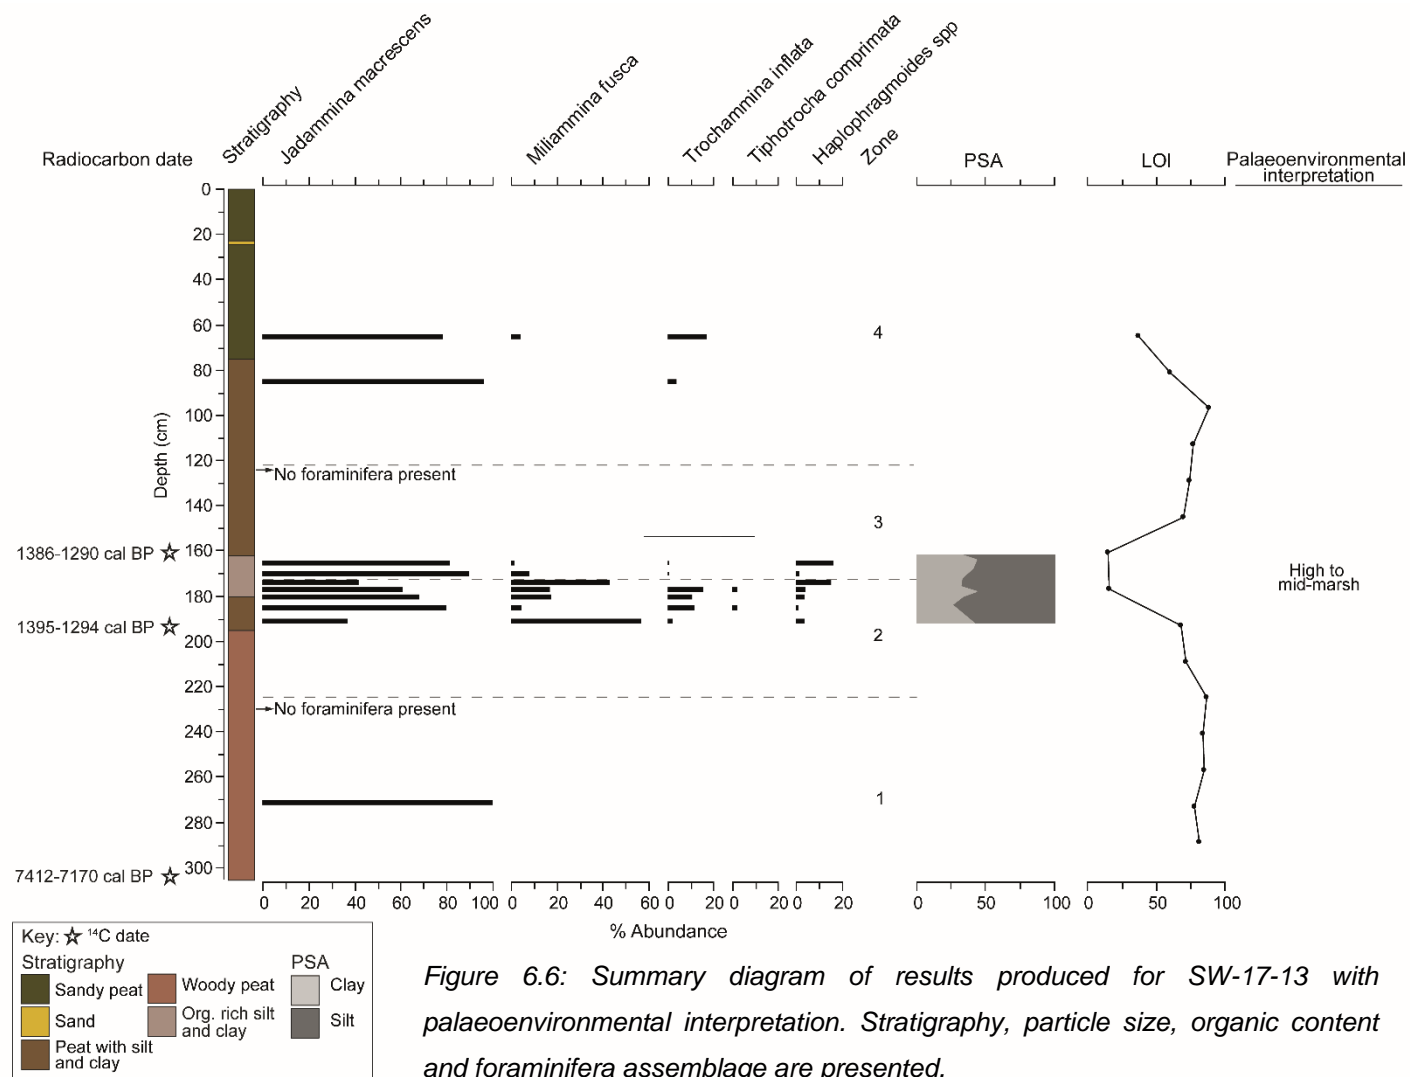 Radiocarbon date
Stratigraphy
Jadammina macrescens
Miliammina fusca
Trochammina inflata
Tiphotrocha comprimata
Haplophragmoides spp
Zone
PSA
LOI
Palaeoenvironmental
interpretation
0
20
40
60
80
100
120
140
160
180
200
220
240
260
280
300
Depth (cm)
1386-1290 cal BP
1395-1294 cal BP
7412-7170 cal BP
No foraminifera present
No foraminifera present
4
3
2
1
High to
mid-marsh
0 20 40 60 80 100
0 20 40 60
0 20
0 20
0 20
0 50 100
0 50 100
% Abundance
Key: ¹⁴C date
Stratigraphy
Sandy peat
Sand
Peat with silt
and clay
Woody peat
Org. rich silt
and clay
PSA
Clay
Silt
Figure 6.6: Summary diagram of results produced for SW-17-13 with
palaeoenvironmental interpretation. Stratigraphy, particle size, organic content
and foraminifera assemblage are presented.